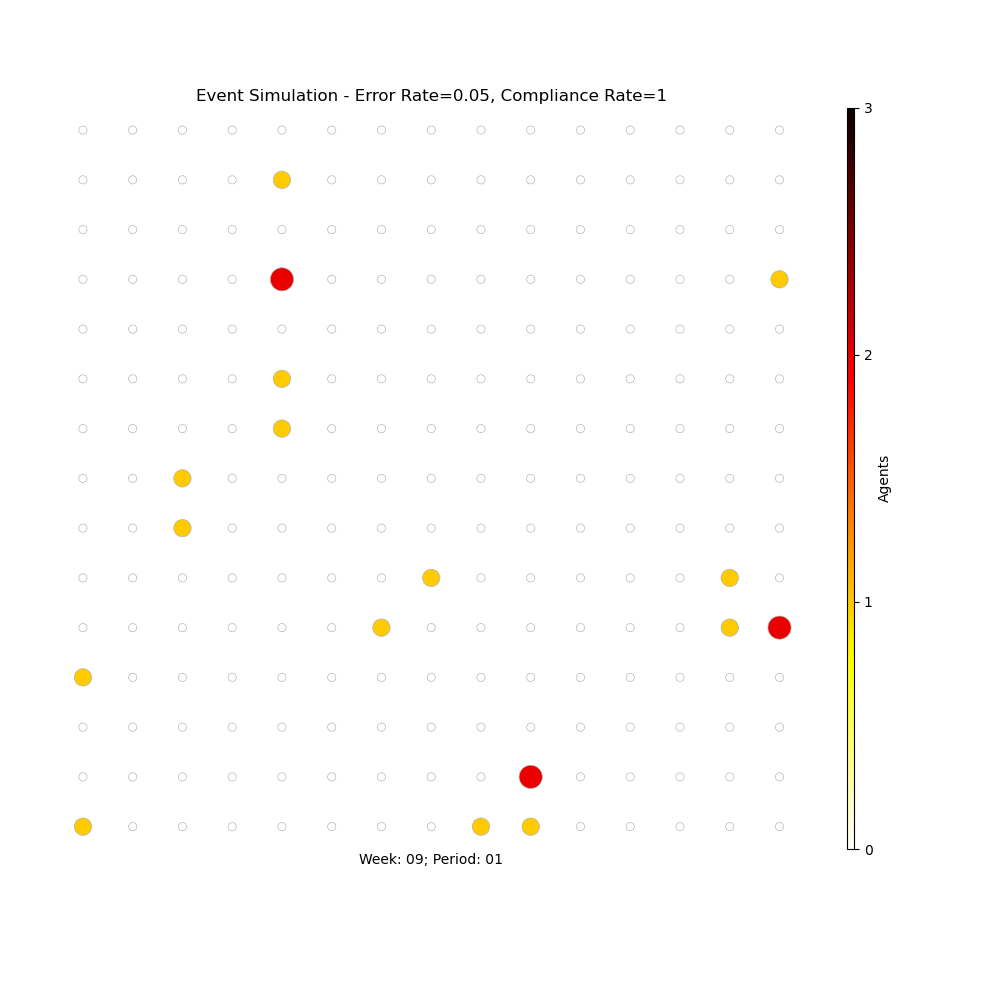 Event Simulation - Error Rate=0.05, Compliance Rate=1
3
2
Agents
1
0
Week: 09; Period: 01